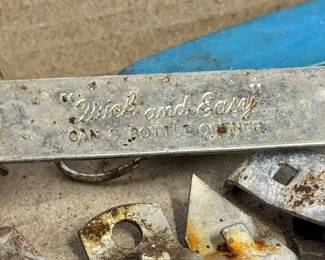 "Quick and Easy"
CAN & BOTTLE OPENER